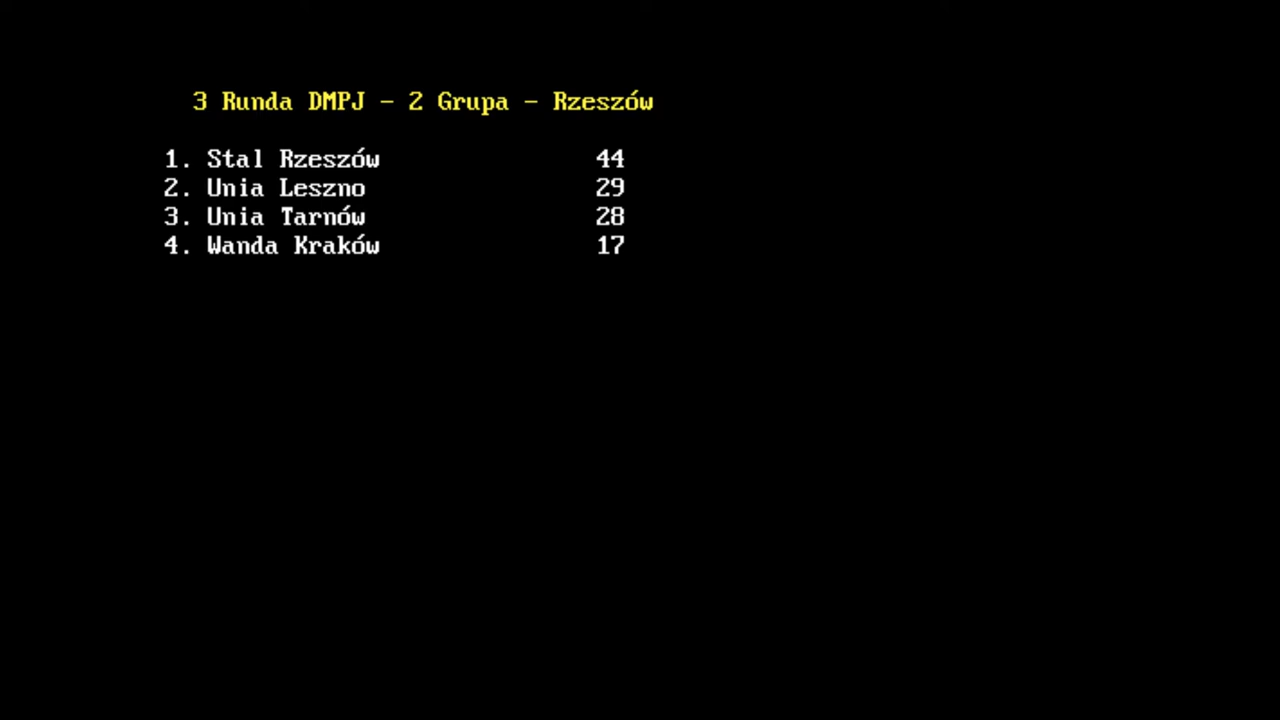 3 Runda DMPJ - 2 Grupa - Rzeszów
1. Stal Rzeszów 44
2. Unia Leszno 29
3. Unia Tarnów 28
4. Wanda Kraków 17